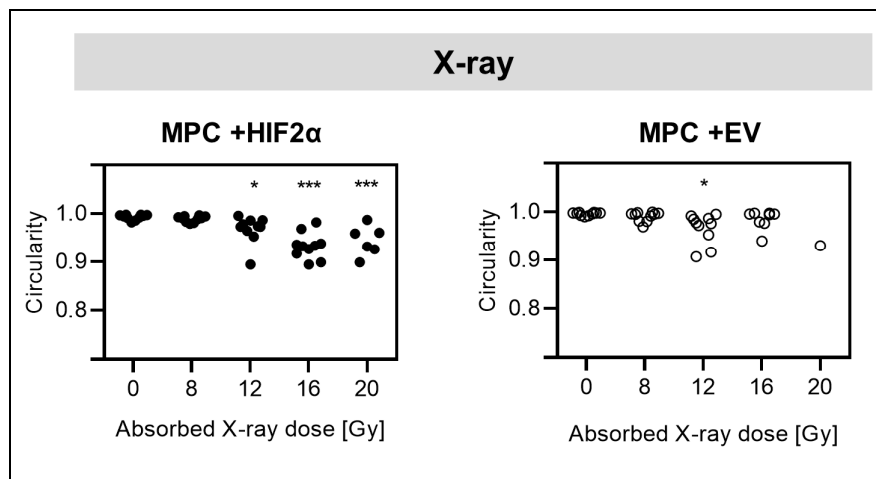 X-ray
MPC +HIF2α
* *** ***
1.0
0.9
0.8
Circularity
0 8 12 16 20
Absorbed X-ray dose [Gy]
MPC +EV
*
1.0
0.9
0.8
Circularity
0 8 12 16 20
Absorbed X-ray dose [Gy]